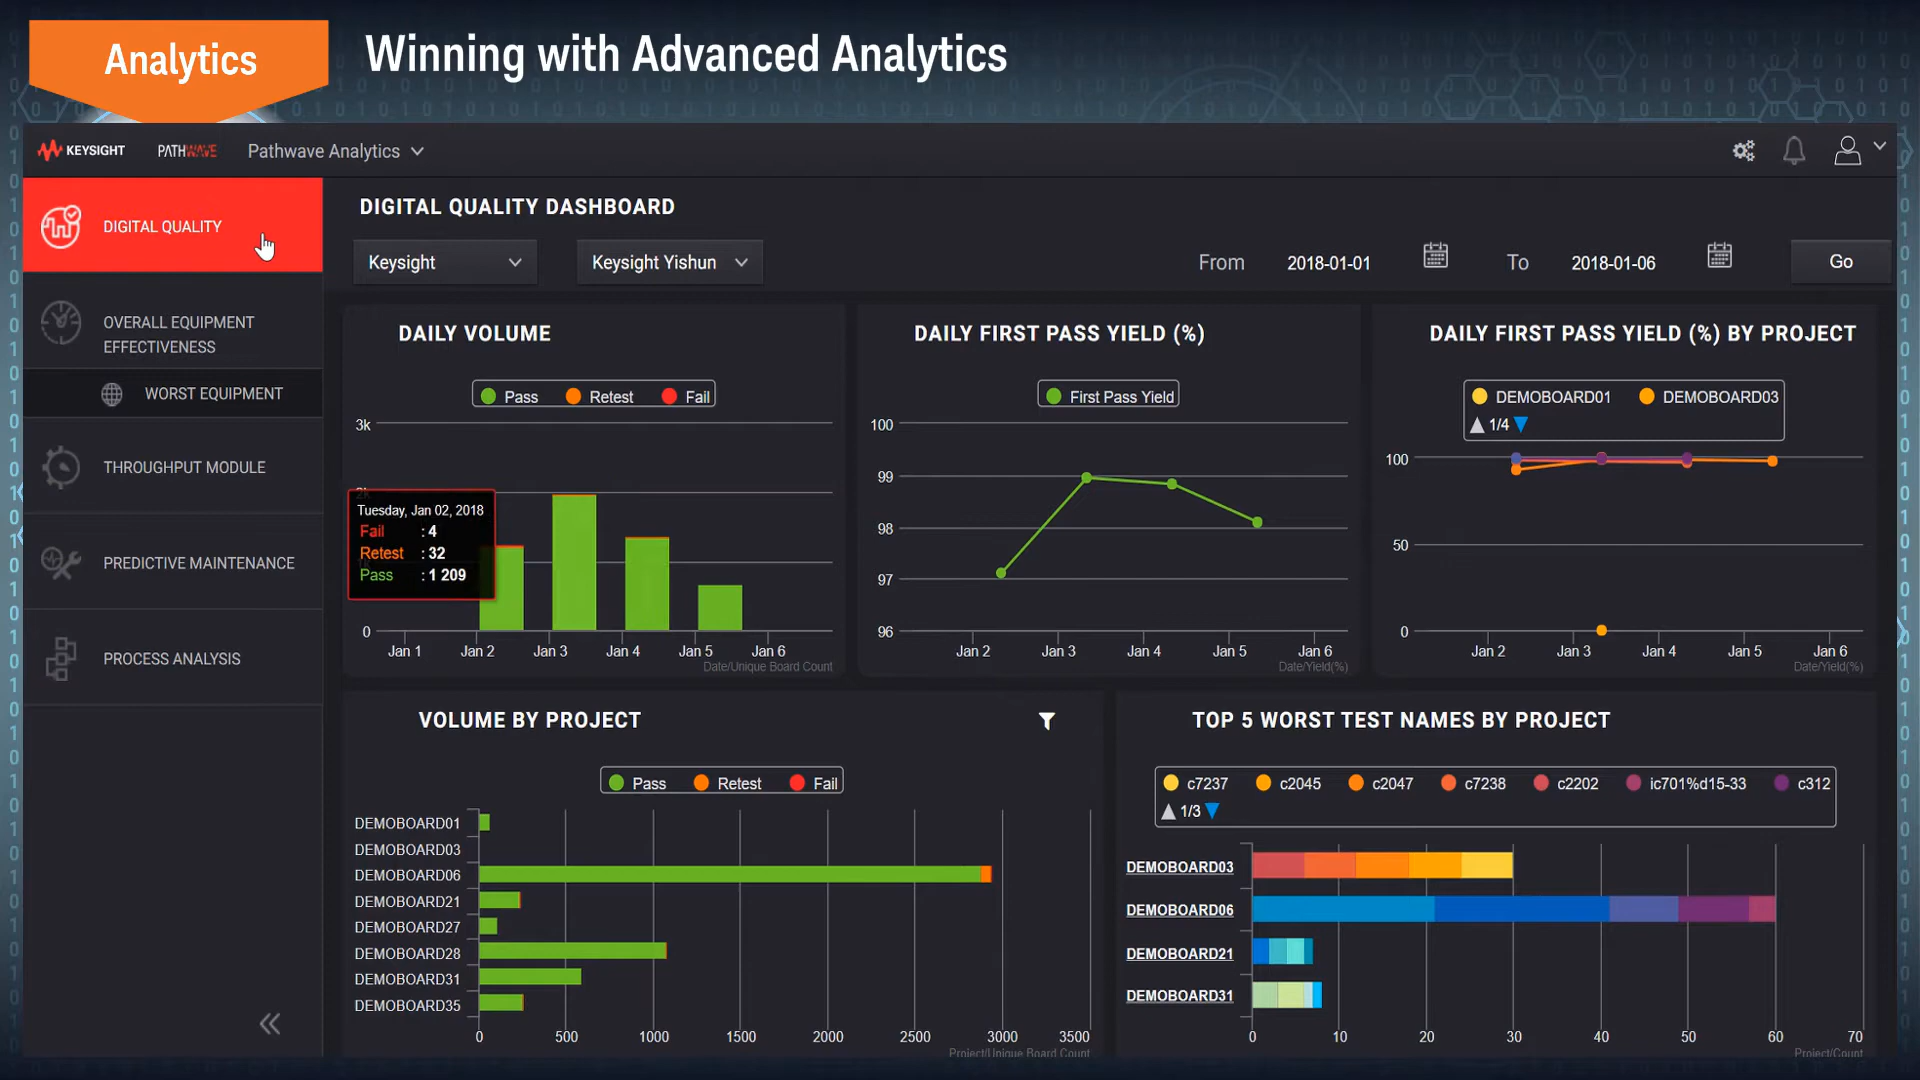 Analytics
Winning with Advanced Analytics
KEYSIGHT
PATHWAVE
Pathwave Analytics
DIGITAL QUALITY
OVERALL EQUIPMENT
EFFECTIVENESS
WORST EQUIPMENT
THROUGHPUT MODULE
PREDICTIVE MAINTENANCE
PROCESS ANALYSIS
DIGITAL QUALITY DASHBOARD
Keysight
Keysight Yishun
From 2018-01-01
To 2018-01-06
Go
DAILY VOLUME
Pass Retest Fail
3k
2k
Tuesday, Jan 02, 2018
Fail : 4
Retest : 32
Pass : 1 209
0
Jan 1 Jan 2 Jan 3 Jan 4 Jan 5 Jan 6
Date/Unique Board Count
DAILY FIRST PASS YIELD (%)
First Pass Yield
100
99
98
97
96
Jan 2 Jan 3 Jan 4 Jan 5 Jan 6
Date/Yield(%)
DAILY FIRST PASS YIELD (%) BY PROJECT
DEMOBOARD01 DEMOBOARD03
1/4
100
50
0
Jan 2 Jan 3 Jan 4 Jan 5 Jan 6
Date/Yield(%)
VOLUME BY PROJECT
Pass Retest Fail
DEMOBOARD01
DEMOBOARD03
DEMOBOARD06
DEMOBOARD21
DEMOBOARD27
DEMOBOARD28
DEMOBOARD31
DEMOBOARD35
0 500 1000 1500 2000 2500 3000 3500
Project/Unique Board Count
TOP 5 WORST TEST NAMES BY PROJECT
c7237 c2045 c2047 c7238 c2202 ic701%d15-33 c312
1/3
DEMOBOARD03
DEMOBOARD06
DEMOBOARD21
DEMOBOARD31
0 10 20 30 40 50 60 70
Project/Count